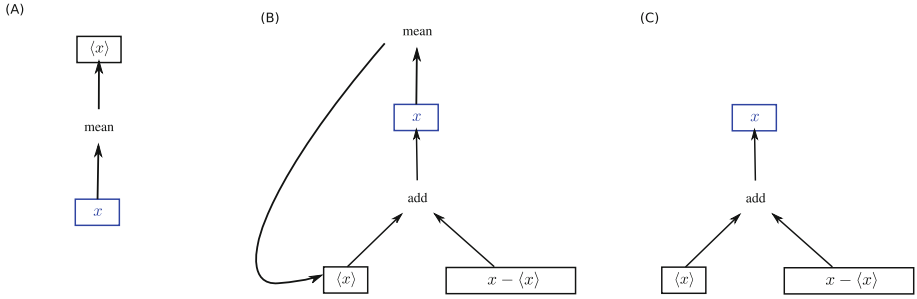 (A)
⟨x⟩
mean
x
(B)
mean
x
add
⟨x⟩
x − ⟨x⟩
(C)
x
add
⟨x⟩
x − ⟨x⟩